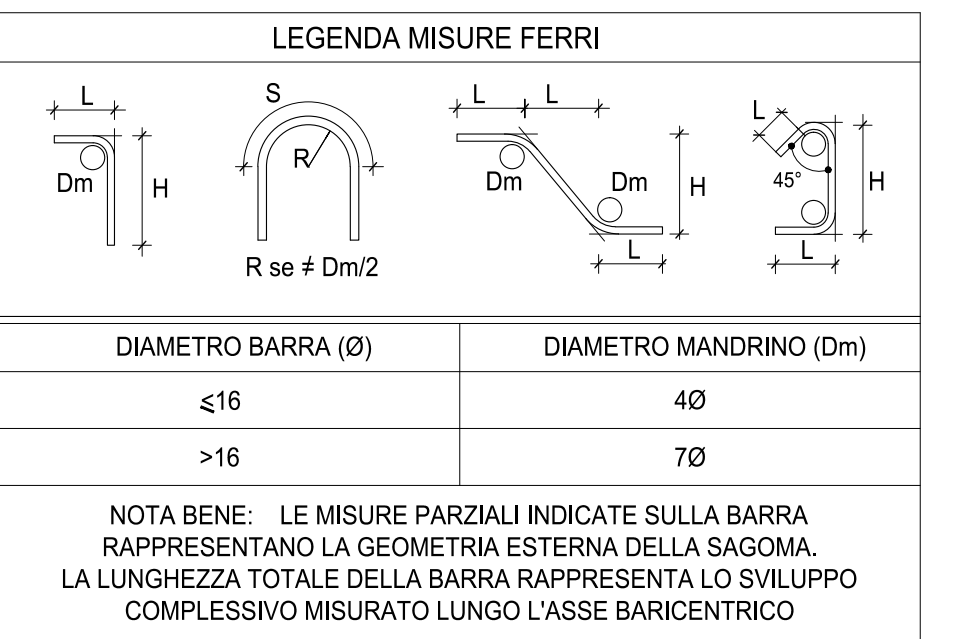 LEGENDA MISURE FERRI
L
Dm
H
S
R
R se ≠ Dm/2
L L
Dm
Dm
H
L
L
45°
H
L
DIAMETRO BARRA (Ø) DIAMETRO MANDRINO (Dm)
⩽16 4Ø
>16 7Ø
NOTA BENE: LE MISURE PARZIALI INDICATE SULLA BARRA
RAPPRESENTANO LA GEOMETRIA ESTERNA DELLA SAGOMA.
LA LUNGHEZZA TOTALE DELLA BARRA RAPPRESENTA LO SVILUPPO
COMPLESSIVO MISURATO LUNGO L'ASSE BARICENTRICO